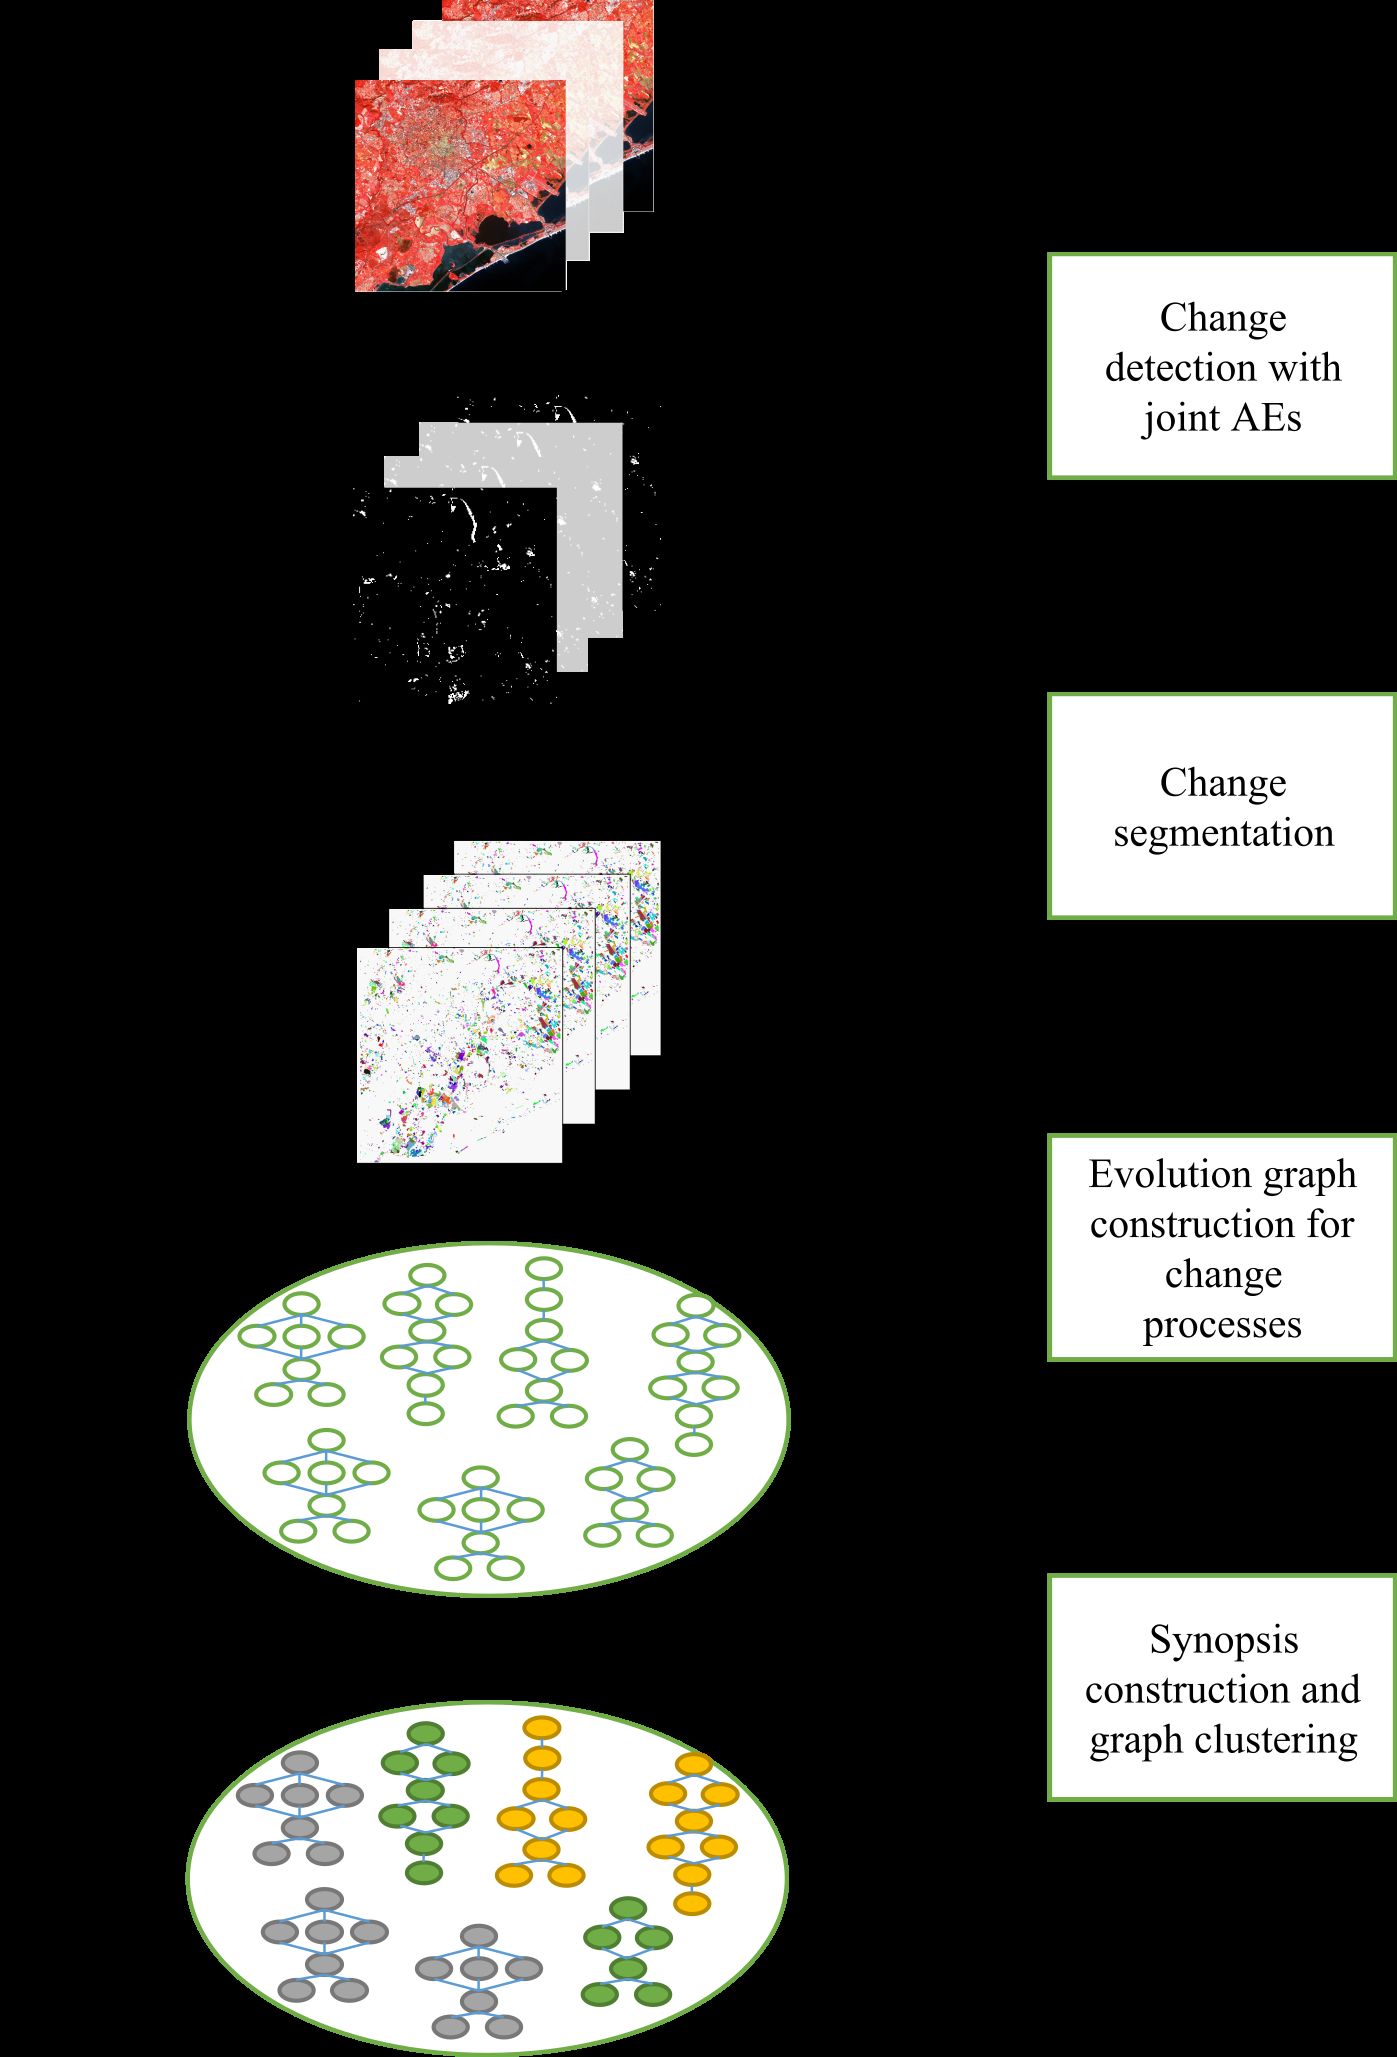 Change
detection with
joint AEs
Change
segmentation
Evolution graph
construction for
change
processes
Synopsis
construction and
graph clustering